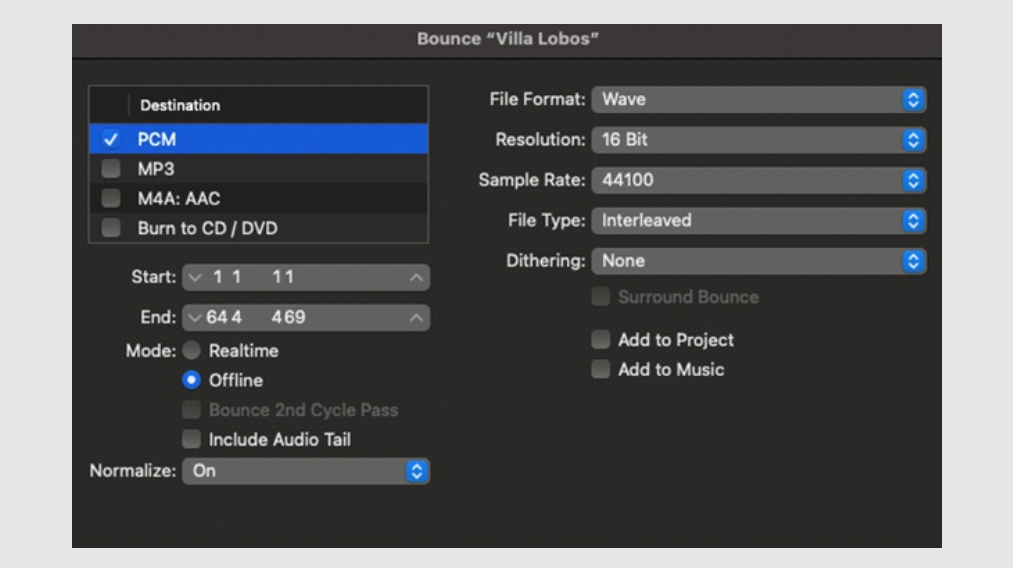 Bounce “Villa Lobos”
Destination
PCM
MP3
M4A: AAC
Burn to CD / DVD
Start: 1 1 1 1
End: 64 4 4 69
Mode: Realtime
Offline
Bounce 2nd Cycle Pass
Include Audio Tail
Normalize: On
File Format: Wave
Resolution: 16 Bit
Sample Rate: 44100
File Type: Interleaved
Dithering: None
Surround Bounce
Add to Project
Add to Music